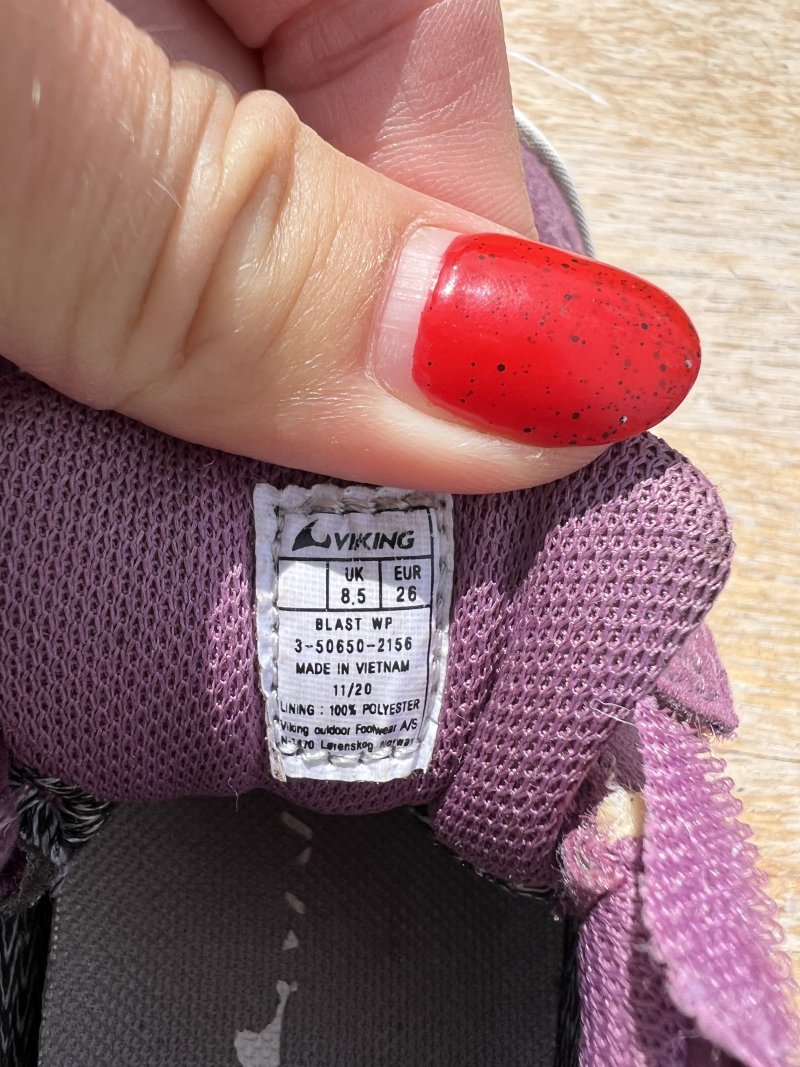 VIKING
UK EUR
8.5 26
BLAST WP
3-50650-2156
MADE IN VIETNAM
11/20
LINING : 100% POLYESTER
Viking outdoor Footwear A/S
N-1470 Lørenskog Norway